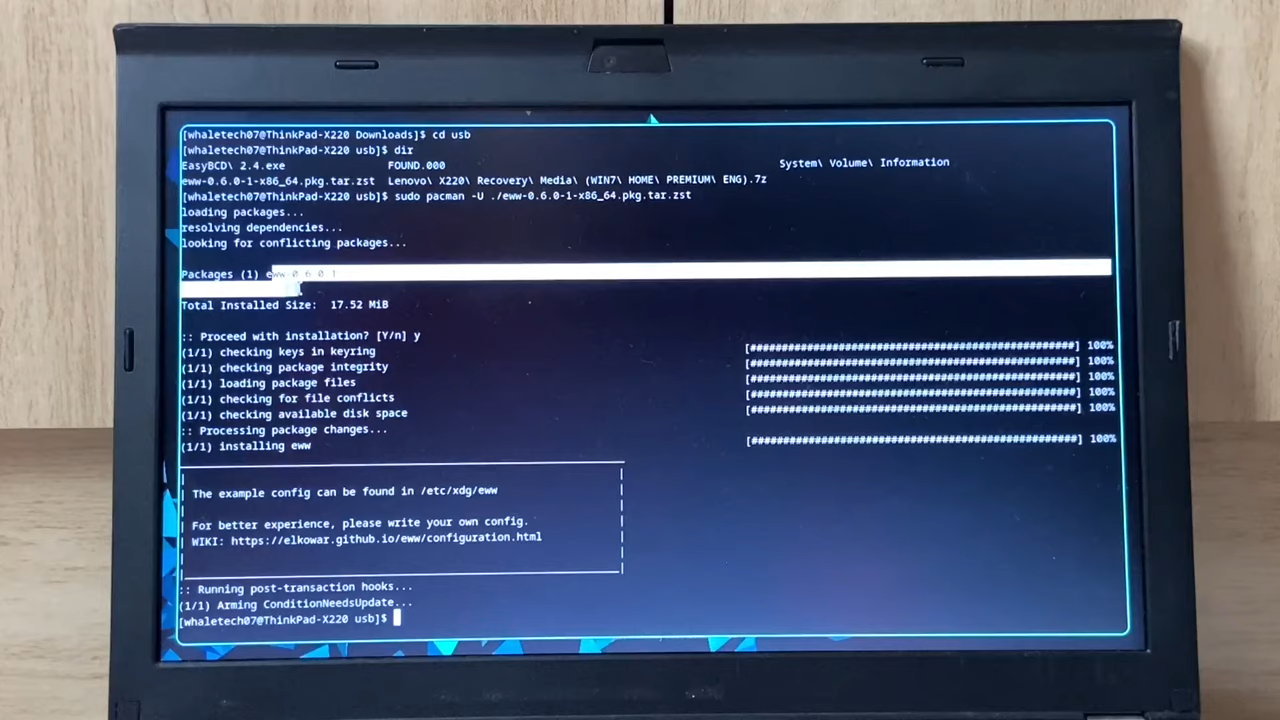 [whaletech07@ThinkPad-X220 Downloads]$ cd usb
[whaletech07@ThinkPad-X220 usb]$ dir
EasyBCD\ 2.4.exe FOUND.000 System\ Volume\ Information
eww-0.6.0-1-x86_64.pkg.tar.zst Lenovo\ X220\ Recovery\ Media\ (WIN7\ HOME\ PREMIUM\ ENG).7z
[whaletech07@ThinkPad-X220 usb]$ sudo pacman -U ./eww-0.6.0-1-x86_64.pkg.tar.zst
loading packages...
resolving dependencies...
looking for conflicting packages...
Packages (1) eww-0.6.0-1
Total Installed Size: 17.52 MiB
:: Proceed with installation? [Y/n] y
(1/1) checking keys in keyring [##################################################] 100%
(1/1) checking package integrity [##################################################] 100%
(1/1) loading package files [##################################################] 100%
(1/1) checking for file conflicts [##################################################] 100%
(1/1) checking available disk space [##################################################] 100%
:: Processing package changes...
(1/1) installing eww [##################################################] 100%
The example config can be found in /etc/xdg/eww
For better experience, please write your own config.
WIKI: https://elkowar.github.io/eww/configuration.html
:: Running post-transaction hooks...
(1/1) Arming ConditionNeedsUpdate...
[whaletech07@ThinkPad-X220 usb]$